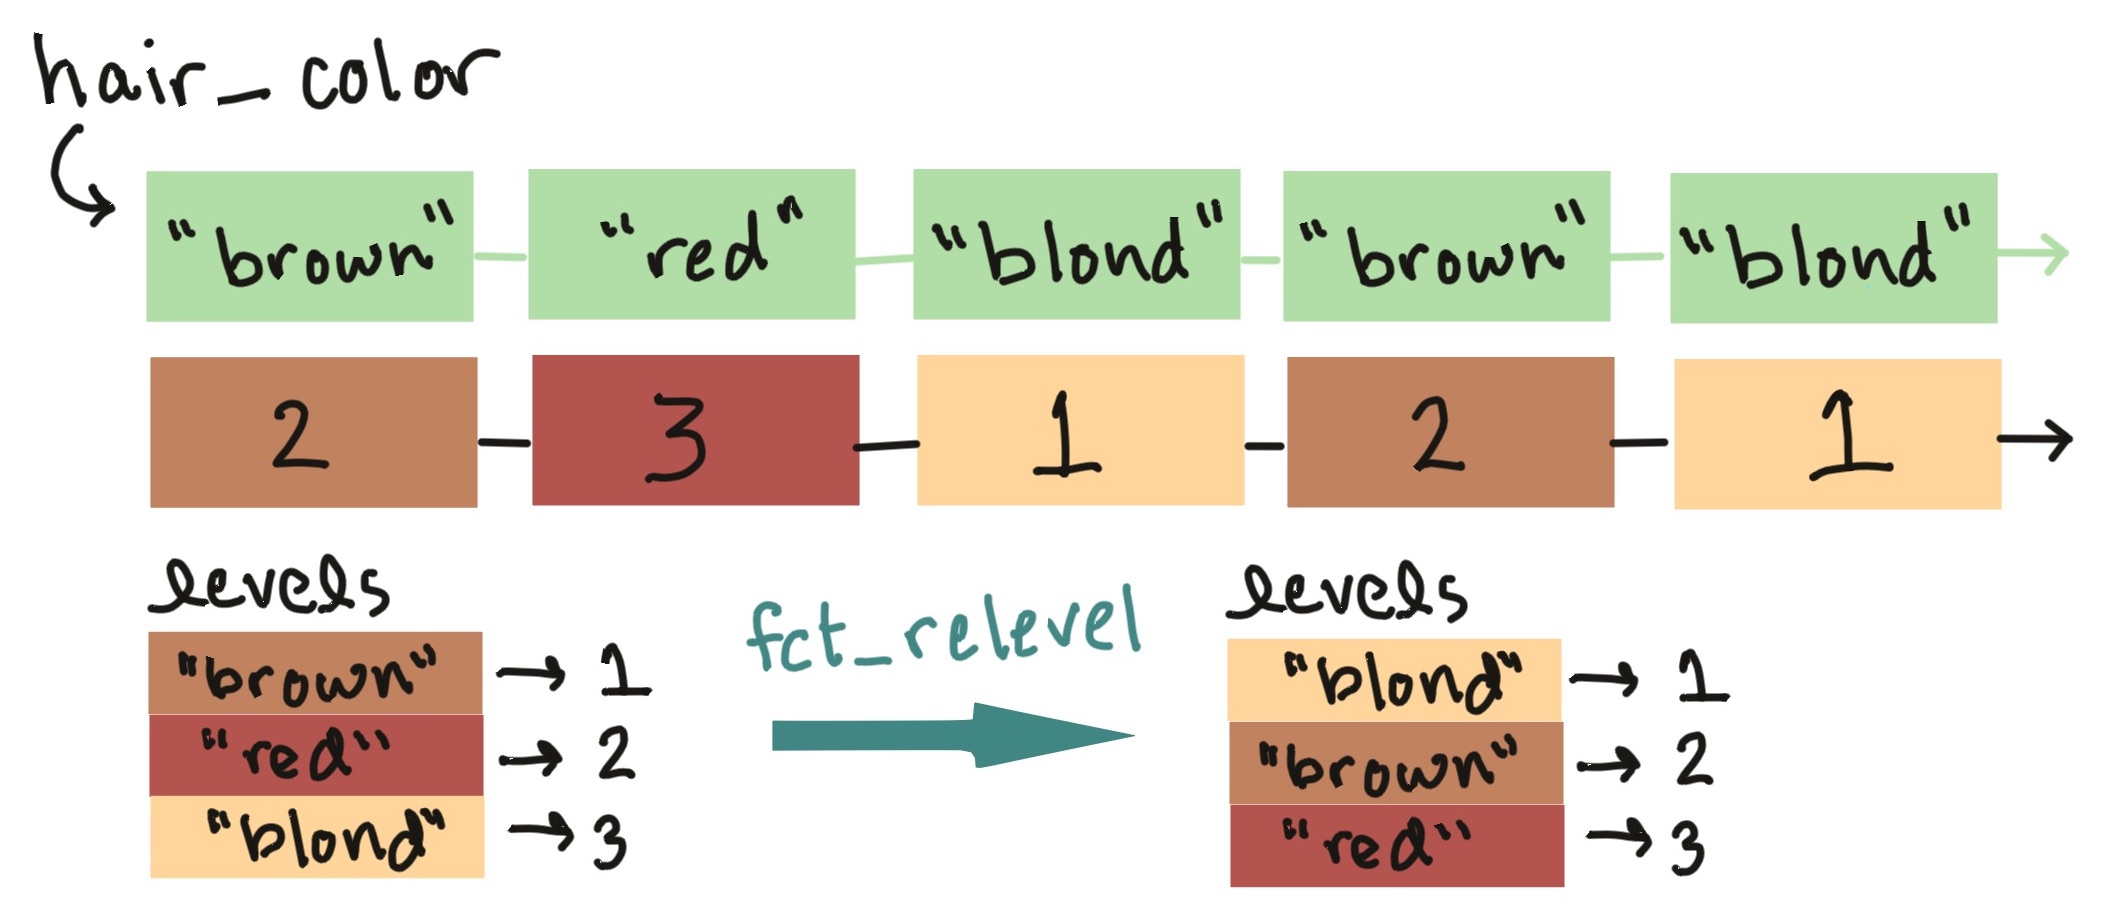 hair_color
"brown" "red" "blond" "brown" "blond"
2 3 1 2 1
levels
"brown" → 1
"red" → 2
"blond" → 3
fct_relevel
levels
"blond" → 1
"brown" → 2
"red" → 3